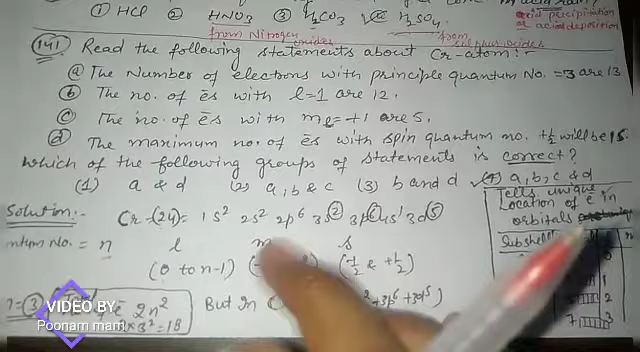 ① HCl ② HNO3 ③ H2CO3 H2SO4
from Nitrogen oxides from sulphur oxides
acid deposition
(141) Read the following statements about Cr-atom:-
ⓐ The Number of electrons with principle quantum No. = 3 are 13
ⓑ The no. of ēs with l=1 are 12.
ⓒ The no. of ēs with ml = +1 are 5.
ⓓ The maximum no. of ēs with spin quantum no. +½ will be 15.
Which of the following groups of statements is correct?
(1) a & d (2) a, b & c (3) b and d (4) a, b, c & d
Solution:- Cr-(24) = 1s² 2s² 2p⁶ 3s² 3p⁶ 4s¹ 3d⁵
Tells unique
Location of ē in
orbitals
ntum No. = n l m s
(0 to n-1) (-½ & +½)
Subshell
2n²
But In
3² = 18
VIDEO BY
Poonam mam